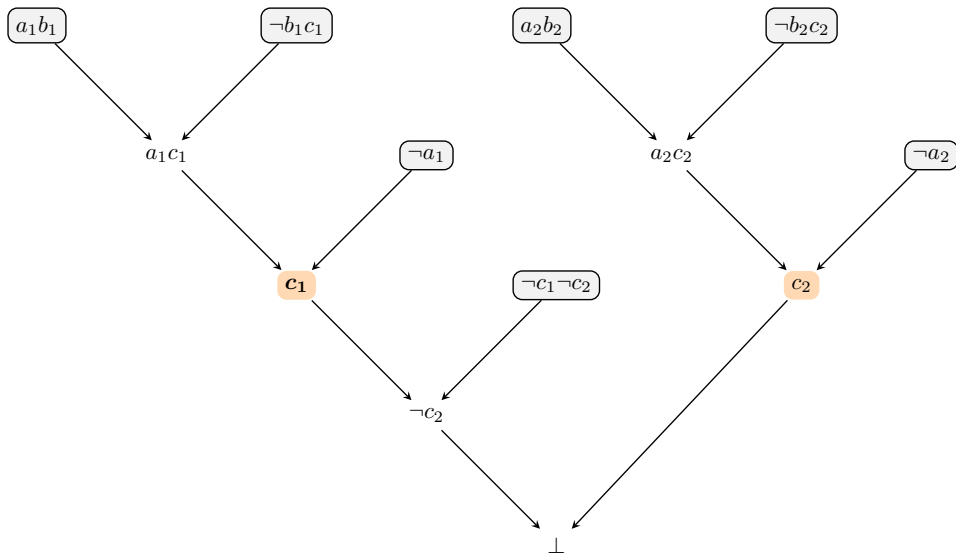 a₁b₁ ¬b₁c₁ a₂b₂ ¬b₂c₂
a₁c₁ ¬a₁ a₂c₂ ¬a₂
c₁ ¬c₁¬c₂ c₂
¬c₂
⊥